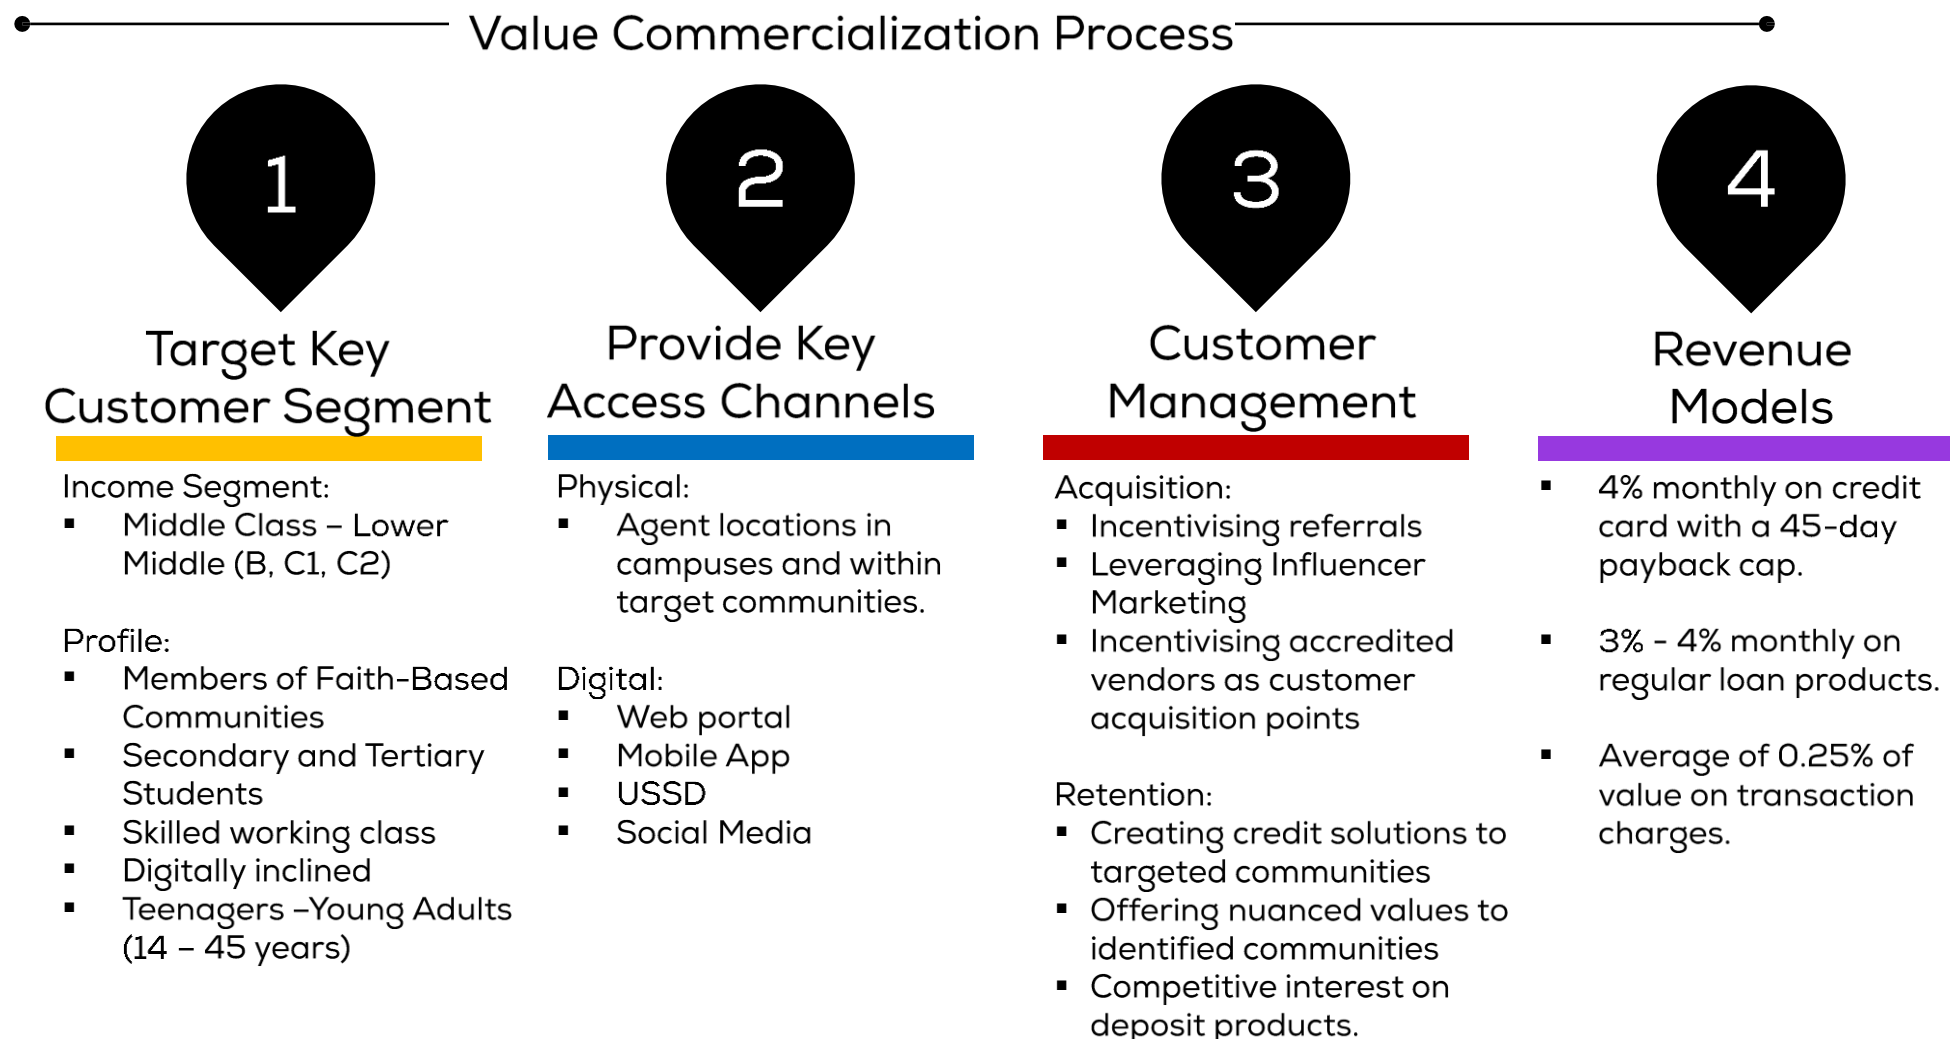 Value Commercialization Process
1
Target Key
Customer Segment
Income Segment:
▪ Middle Class – Lower
Middle (B, C1, C2)
Profile:
▪ Members of Faith-Based
Communities
▪ Secondary and Tertiary
Students
▪ Skilled working class
▪ Digitally inclined
▪ Teenagers –Young Adults
(14 – 45 years)
2
Provide Key
Access Channels
Physical:
▪ Agent locations in
campuses and within
target communities.
Digital:
▪ Web portal
▪ Mobile App
▪ USSD
▪ Social Media
3
Customer
Management
Acquisition:
▪ Incentivising referrals
▪ Leveraging Influencer
Marketing
▪ Incentivising accredited
vendors as customer
acquisition points
Retention:
▪ Creating credit solutions to
targeted communities
▪ Offering nuanced values to
identified communities
▪ Competitive interest on
deposit products.
4
Revenue
Models
▪ 4% monthly on credit
card with a 45-day
payback cap.
▪ 3% - 4% monthly on
regular loan products.
▪ Average of 0.25% of
value on transaction
charges.